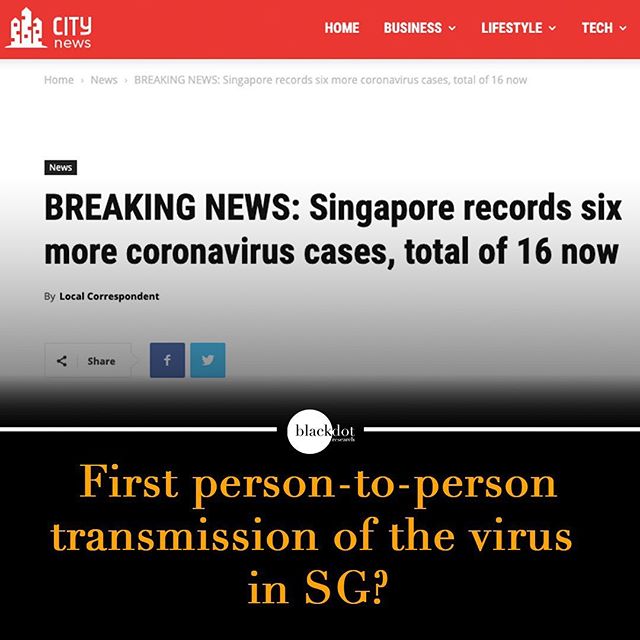 CITY
news
HOME BUSINESS LIFESTYLE TECH
Home › News › BREAKING NEWS: Singapore records six more coronavirus cases, total of 16 now
News
BREAKING NEWS: Singapore records six
more coronavirus cases, total of 16 now
By Local Correspondent
Share
blackdot
research
First person-to-person
transmission of the virus
in SG?